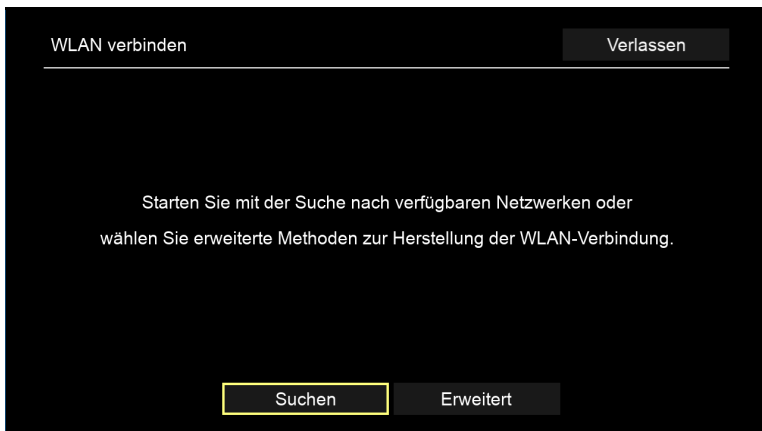 WLAN verbinden
Verlassen
Starten Sie mit der Suche nach verfügbaren Netzwerken oder
wählen Sie erweiterte Methoden zur Herstellung der WLAN-Verbindung.
Suchen
Erweitert